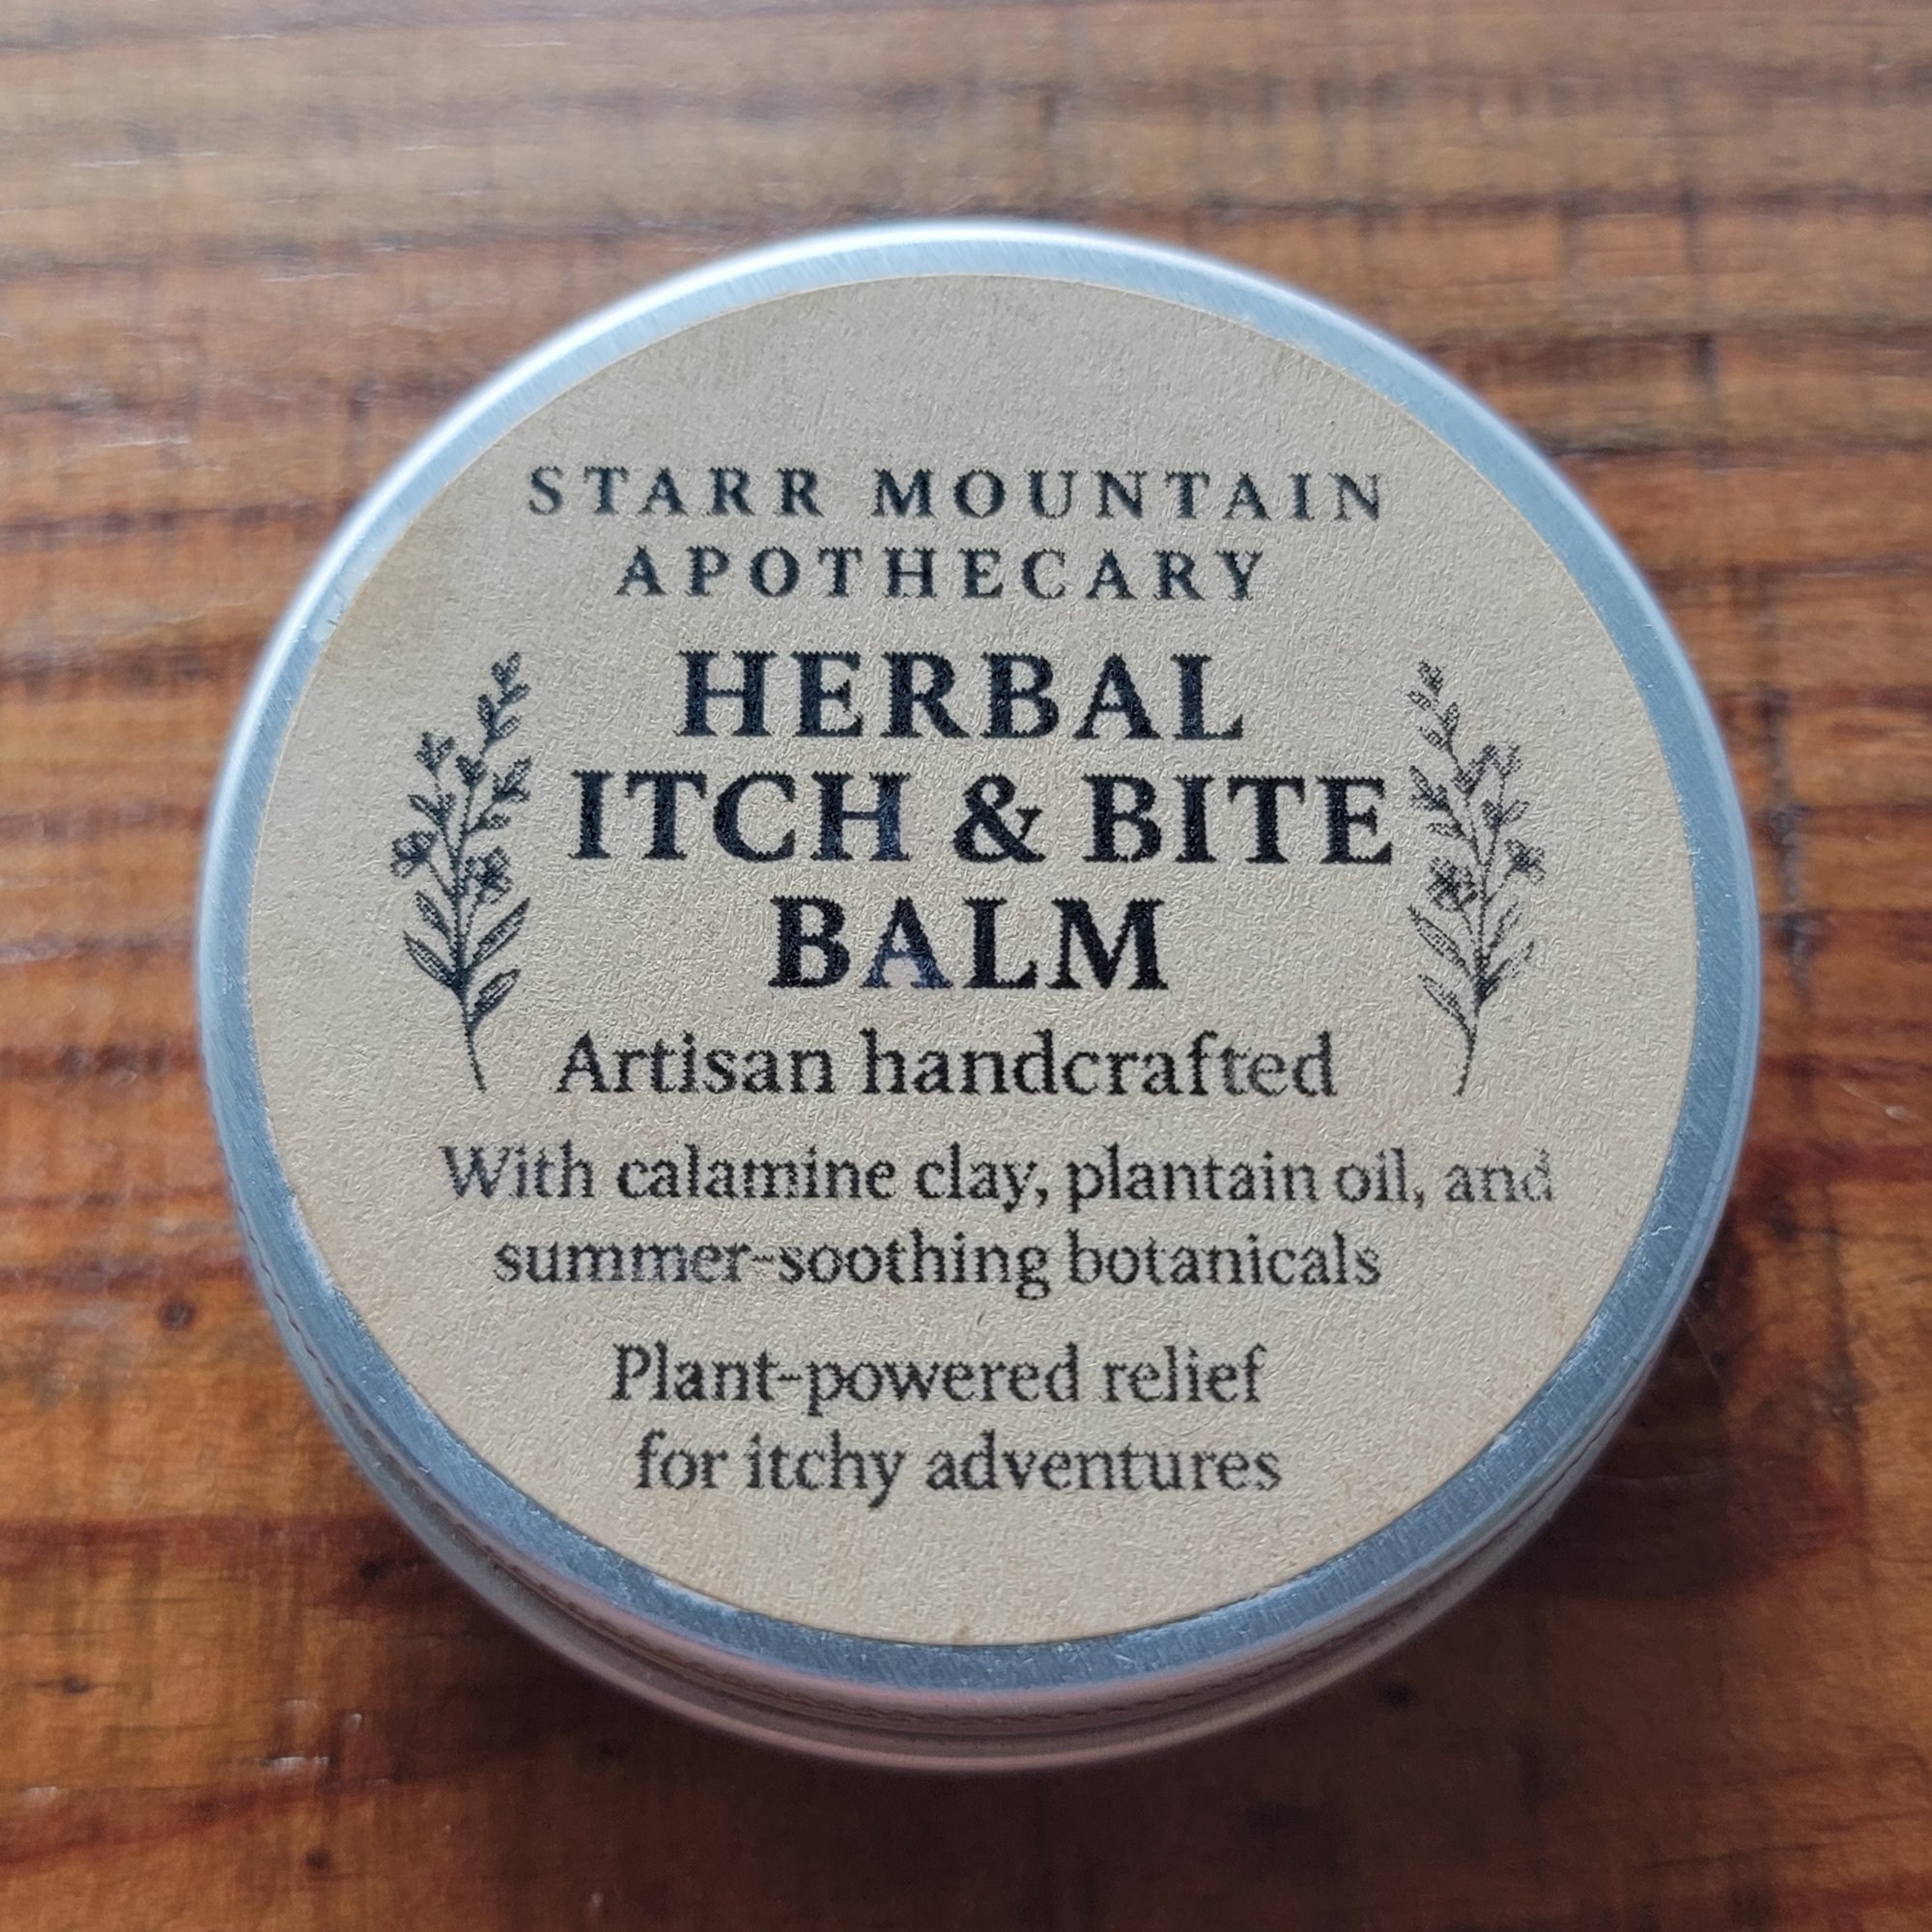 STARR MOUNTAIN
APOTHECARY
HERBAL
ITCH & BITE
BALM
Artisan handcrafted
With calamine clay, plantain oil, and
summer-soothing botanicals
Plant-powered relief
for itchy adventures